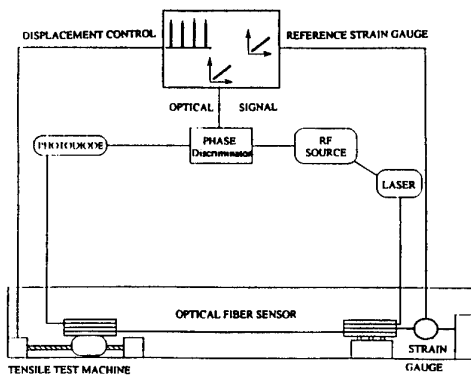 DISPLACEMENT CONTROL
REFERENCE STRAIN GAUGE
OPTICAL SIGNAL
PHOTODIODE
PHASE
Discriminator
RF
SOURCE
LASER
OPTICAL FIBER SENSOR
STRAIN
GAUGE
TENSILE TEST MACHINE